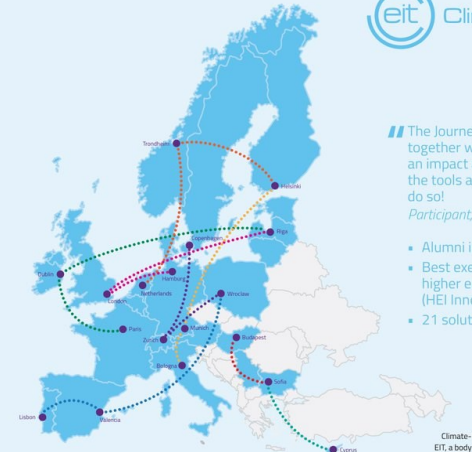 eit Cli
Trondheim
Helsinki
Riga
Copenhagen
Dublin
Hamburg
London
Netherlands
Wroclaw
Paris
Zurich
Munich
Budapest
Bologna
Sofia
Lisbon
Valencia
Cyprus
The Journe
together w
an impact
the tools a
do so!
Participant,
▪ Alumni i
▪ Best exe
higher e
(HEI Inno
▪ 21 solut
Climate-
EIT, a body